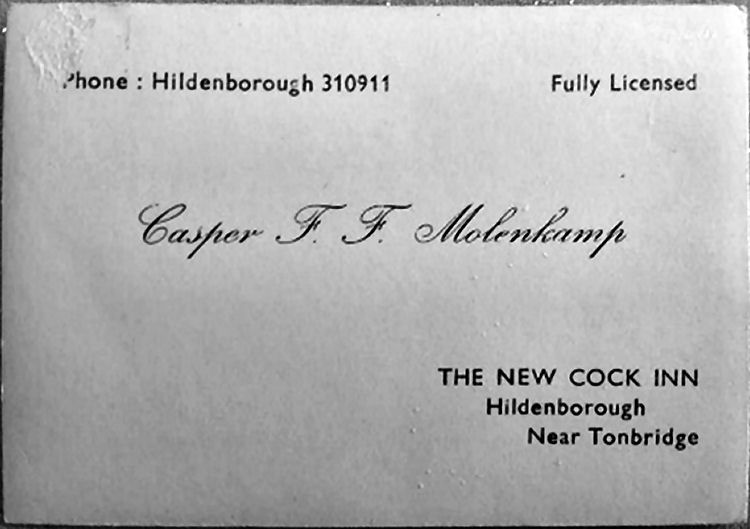 Phone : Hildenborough 310911
Fully Licensed
Casper F. F. Molenkamp
THE NEW COCK INN
Hildenborough
Near Tonbridge